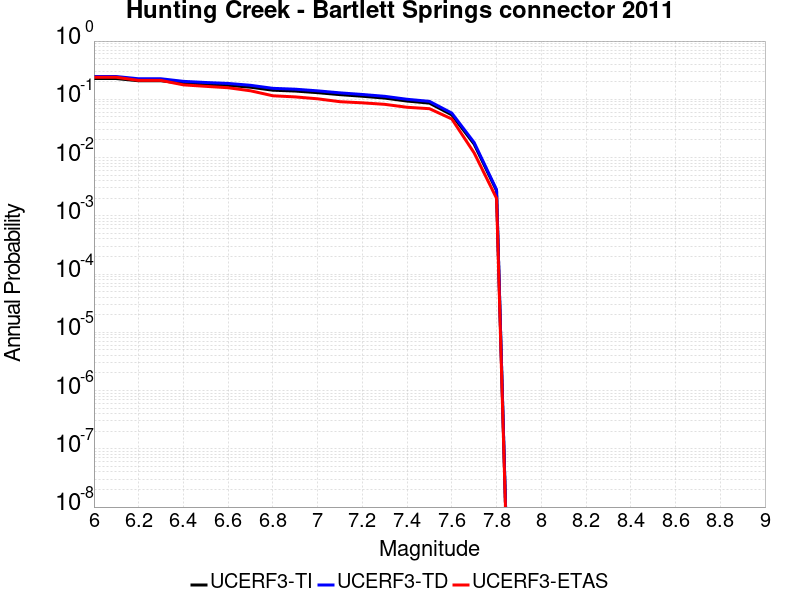 Hunting Creek - Bartlett Springs connector 2011
10^0
10^-1
10^-2
10^-3
10^-4
10^-5
10^-6
10^-7
10^-8
Annual Probability
6 6.2 6.4 6.6 6.8 7 7.2 7.4 7.6 7.8 8 8.2 8.4 8.6 8.8 9
Magnitude
UCERF3-TI UCERF3-TD UCERF3-ETAS